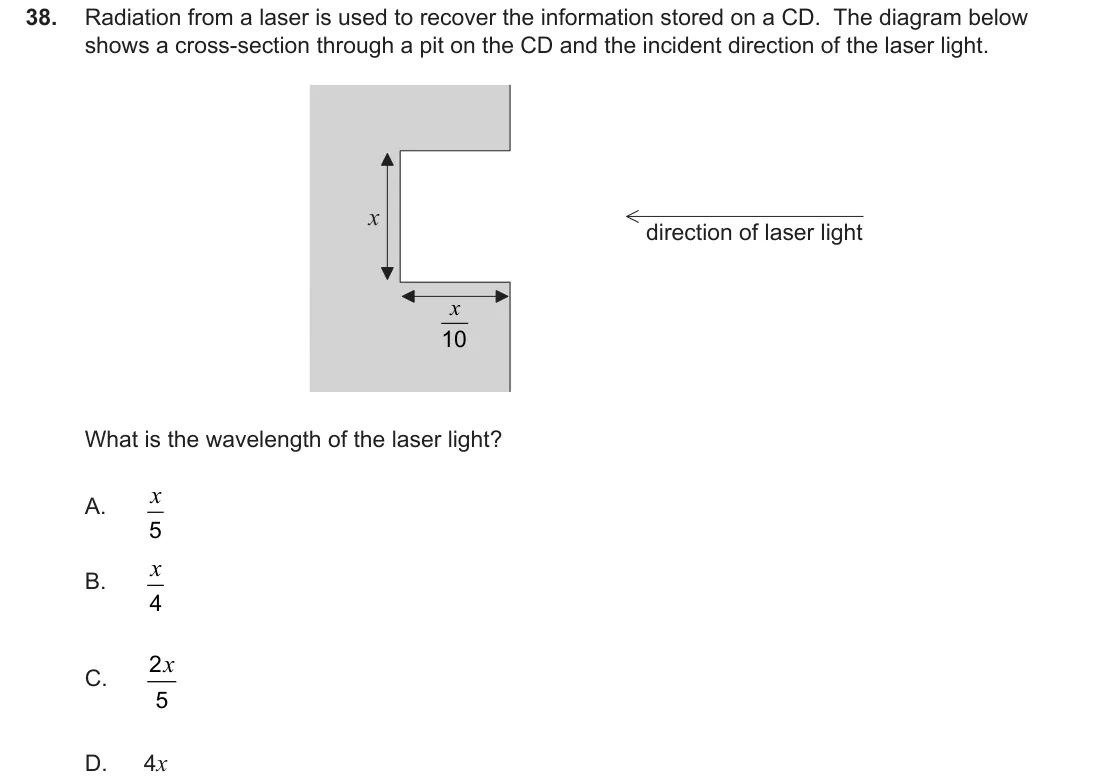 38. Radiation from a laser is used to recover the information stored on a CD. The diagram below
shows a cross-section through a pit on the CD and the incident direction of the laser light.
x
direction of laser light
x
10
What is the wavelength of the laser light?
A. x
5
B. x
4
C. 2x
5
D. 4x